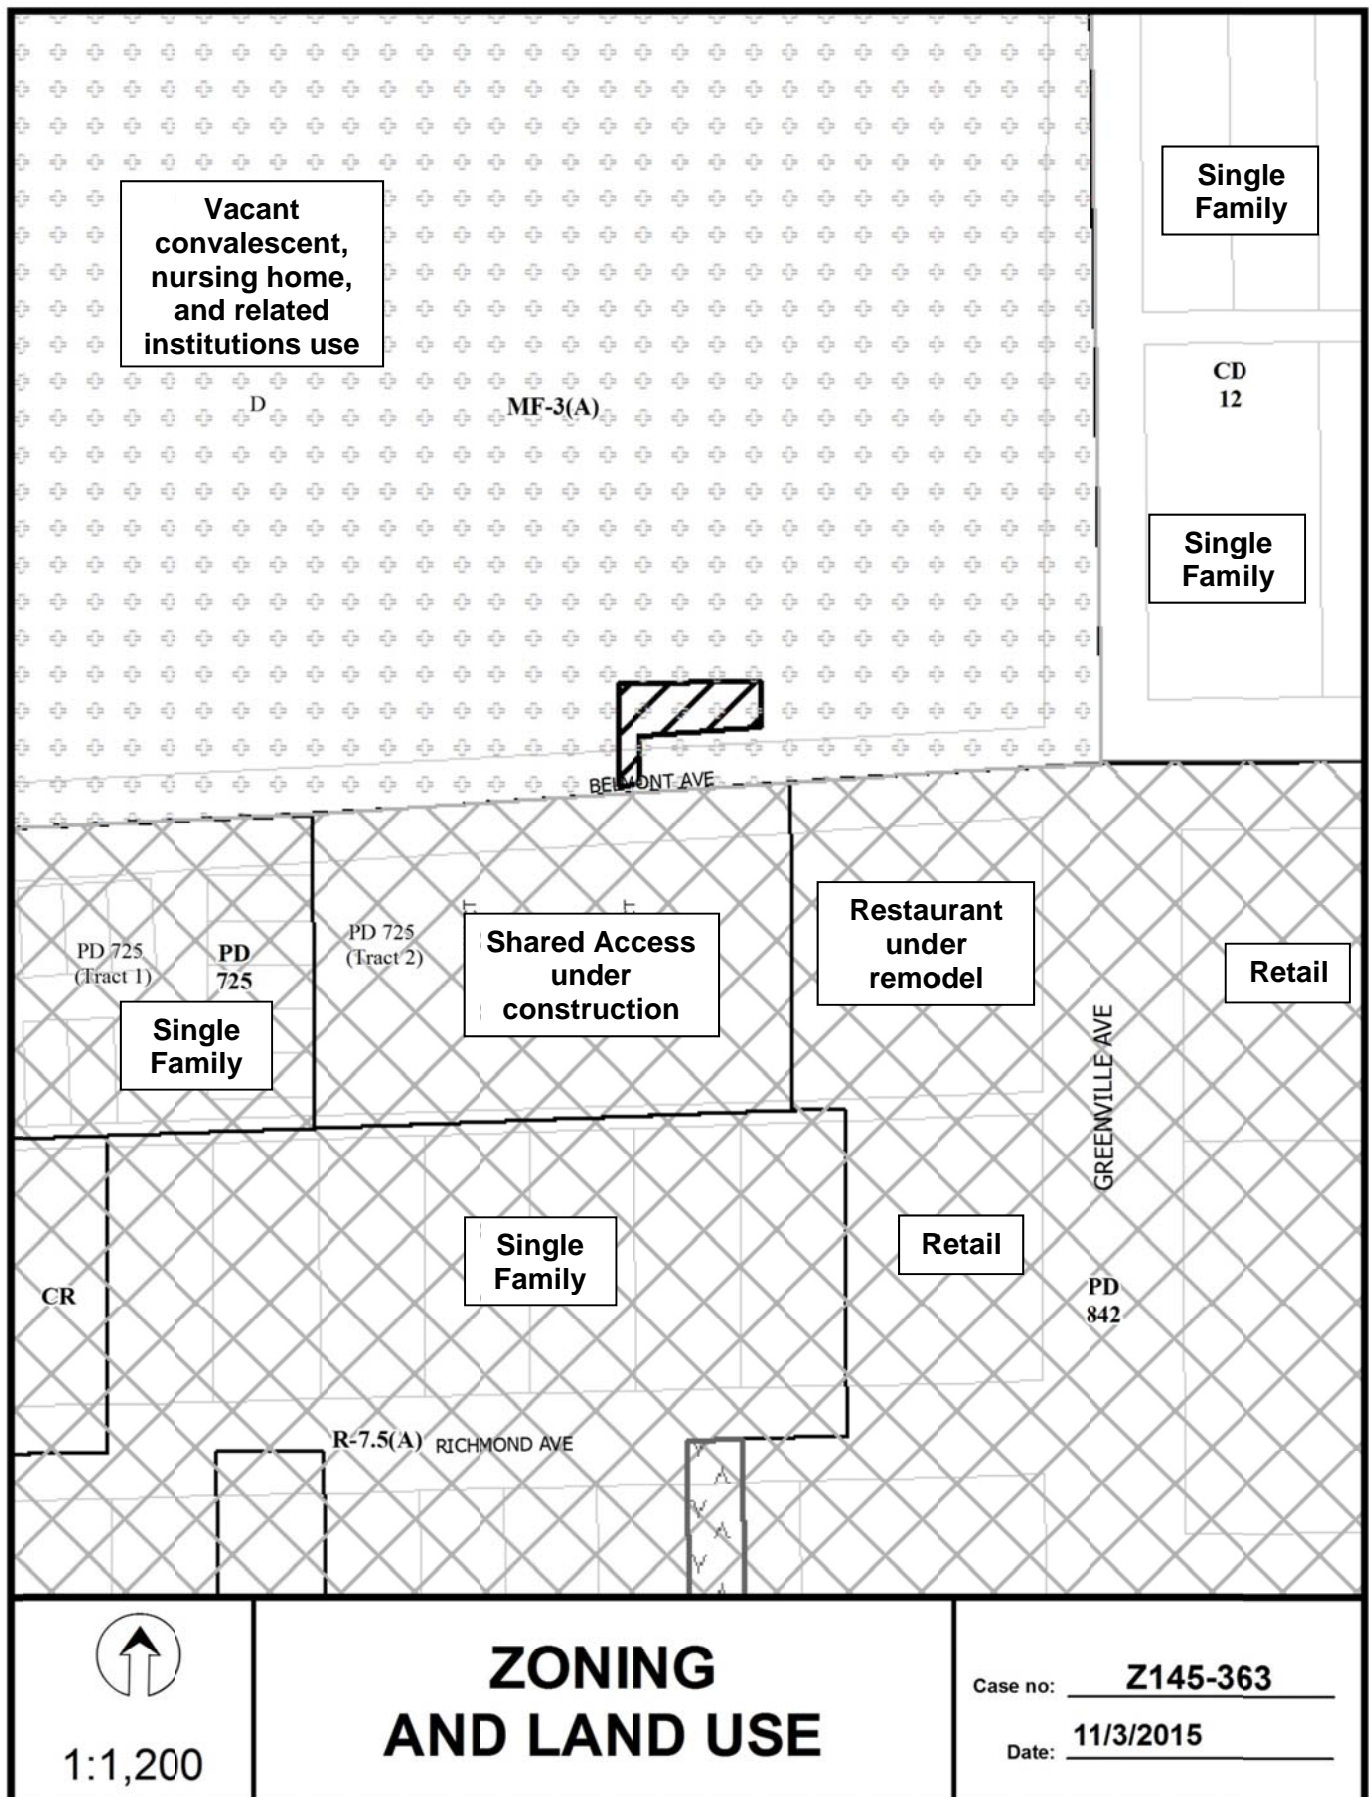 Vacant
convalescent,
nursing home,
and related
institutions use
D
MF-3(A)
Single
Family
CD
12
Single
Family
BELMONT AVE
PD 725
(Tract 1)
PD
725
Single
Family
PD 725
(Tract 2)
Shared Access
under
construction
Restaurant
under
remodel
Retail
GREENVILLE AVE
CR
Single
Family
Retail
PD
842
R-7.5(A)
RICHMOND AVE
1:1,200
ZONING
AND LAND USE
Case no: Z145-363
Date: 11/3/2015